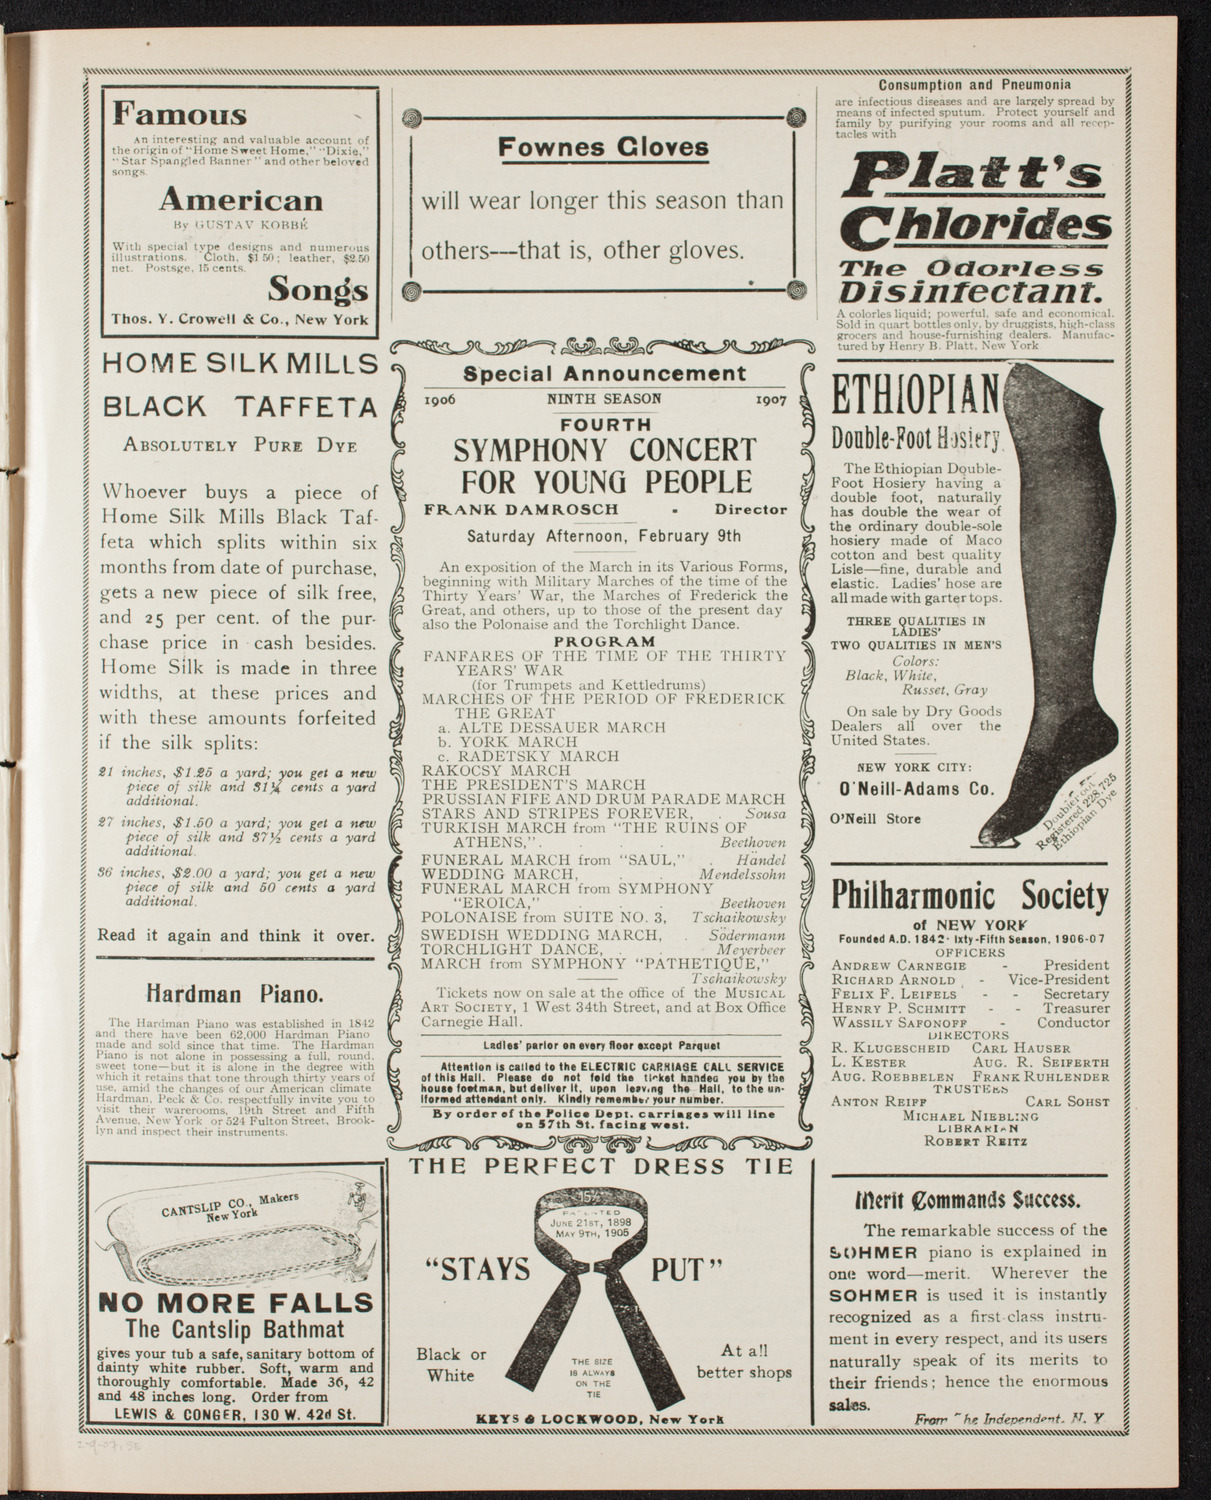 Famous
An interesting and valuable account of
the origin of "Home Sweet Home," "Dixie,"
"Star Spangled Banner" and other beloved
songs.
American
By GUSTAV KOBBÉ
With special type designs and numerous
illustrations. Cloth, $1 50; leather, $2.50
net. Postsge, 15 cents.
Songs
Thos. Y. Crowell & Co., New York
HOME SILK MILLS
BLACK TAFFETA
ABSOLUTELY PURE DYE
Whoever buys a piece of
Home Silk Mills Black Taf-
feta which splits within six
months from date of purchase,
gets a new piece of silk free,
and 25 per cent. of the pur-
chase price in cash besides.
Home Silk is made in three
widths, at these prices and
with these amounts forfeited
if the silk splits:
21 inches, $1.25 a yard; you get a new
piece of silk and 31¼ cents a yard
additional.
27 inches, $1.50 a yard; you get a new
piece of silk and 37½ cents a yard
additional.
36 inches, $2.00 a yard; you get a new
piece of silk and 50 cents a yard
additional.
Read it again and think it over.
Hardman Piano.
The Hardman Piano was established in 1842
and there have been 62,000 Hardman Piano
made and sold since that time. The Hardman
Piano is not alone in possessing a full, round,
sweet tone—but it is alone in the degree with
which it retains that tone through thirty years of
use, amid the changes of our American climate
Hardman, Peck & Co. respectfully invite you to
visit their warerooms, 19th Street and Fifth
Avenue, New York or 524 Fulton Street, Brook-
lyn and inspect their instruments.
CANTSLIP CO., Makers
New York
NO MORE FALLS
The Cantslip Bathmat
gives your tub a safe, sanitary bottom of
dainty white rubber. Soft, warm and
thoroughly comfortable. Made 36, 42
and 48 inches long. Order from
LEWIS & CONGER, 130 W. 42d St.
2-9-07, SE
Fownes Gloves
will wear longer this season than
others---that is, other gloves.
Special Announcement
1906 NINTH SEASON 1907
FOURTH
SYMPHONY CONCERT
FOR YOUNG PEOPLE
FRANK DAMROSCH - Director
Saturday Afternoon, February 9th
An exposition of the March in its Various Forms,
beginning with Military Marches of the time of the
Thirty Years' War, the Marches of Frederick the
Great, and others, up to those of the present day
also the Polonaise and the Torchlight Dance.
PROGRAM
FANFARES OF THE TIME OF THE THIRTY
YEARS' WAR
(for Trumpets and Kettledrums)
MARCHES OF THE PERIOD OF FREDERICK
THE GREAT
a. ALTE DESSAUER MARCH
b. YORK MARCH
c. RADETSKY MARCH
RAKOCSY MARCH
THE PRESIDENT'S MARCH
PRUSSIAN FIFE AND DRUM PARADE MARCH
STARS AND STRIPES FOREVER, . Sousa
TURKISH MARCH from "THE RUINS OF
ATHENS,". . . . Beethoven
FUNERAL MARCH from "SAUL," . Händel
WEDDING MARCH, . . Mendelssohn
FUNERAL MARCH from SYMPHONY
"EROICA," . . . Beethoven
POLONAISE from SUITE NO. 3, Tschaikowsky
SWEDISH WEDDING MARCH, . Södermann
TORCHLIGHT DANCE, . . . Meyerbeer
MARCH from SYMPHONY "PATHETIQUE,"
Tschaikowsky
Tickets now on sale at the office of the MUSICAL
ART SOCIETY, 1 West 34th Street, and at Box Office
Carnegie Hall.
Ladies' parlor on every floor except Parquet
Attention is called to the ELECTRIC CARRIAGE CALL SERVICE
of this Hall. Please do not fold the ticket handed you by the
house footman, but deliver it, upon leaving the Hall, to the un-
iformed attendant only. Kindly remember your number.
By order of the Police Dept. carriages will line
on 57th St. facing west.
THE PERFECT DRESS TIE
15½
PATENTED
JUNE 21ST, 1898
MAY 9TH, 1905
"STAYS PUT"
Black or
White
THE SIZE
IS ALWAYS
ON THE
TIE
At all
better shops
KEYS & LOCKWOOD, New York
Consumption and Pneumonia
are infectious diseases and are largely spread by
means of infected sputum. Protect yourself and
family by purifying your rooms and all recep-
tacles with
Platt's
Chlorides
The Odorless
Disinfectant.
A colorles liquid; powerful, safe and economical.
Sold in quart bottles only, by druggists, high-class
grocers and house-furnishing dealers. Manufac-
tured by Henry B. Platt, New York
ETHIOPIAN
Double-Foot Hosiery.
The Ethiopian Double-
Foot Hosiery having a
double foot, naturally
has double the wear of
the ordinary double-sole
hosiery made of Maco
cotton and best quality
Lisle—fine, durable and
elastic. Ladies' hose are
all made with garter tops.
THREE QUALITIES IN
LADIES'
TWO QUALITIES IN MEN'S
Colors:
Black, White,
Russet, Gray
On sale by Dry Goods
Dealers all over the
United States.
NEW YORK CITY:
O'Neill-Adams Co.
O'Neill Store
Double foot
Registered 228,725
Ethiopian Dye
Philharmonic Society
of NEW YORK
Founded A.D. 1842- ixty-Fifth Season, 1906-07
OFFICERS
ANDREW CARNEGIE - President
RICHARD ARNOLD - Vice-President
FELIX F. LEIFELS - - Secretary
HENRY P. SCHMITT - - Treasurer
WASSILY SAFONOFF - Conductor
DIRECTORS
R. KLUGESCHEID CARL HAUSER
L. KESTER AUG. R. SEIFERTH
AUG. ROEBBELEN FRANK RUHLENDER
TRUSTEES
ANTON REIFF CARL SOHST
MICHAEL NIEBLING
LIBRARIAN
ROBERT REITZ
Merit Commands Success.
The remarkable success of the
SOHMER piano is explained in
one word—merit. Wherever the
SOHMER is used it is instantly
recognized as a first-class instru-
ment in every respect, and its users
naturally speak of its merits to
their friends; hence the enormous
sales.
From The Independent, N. Y